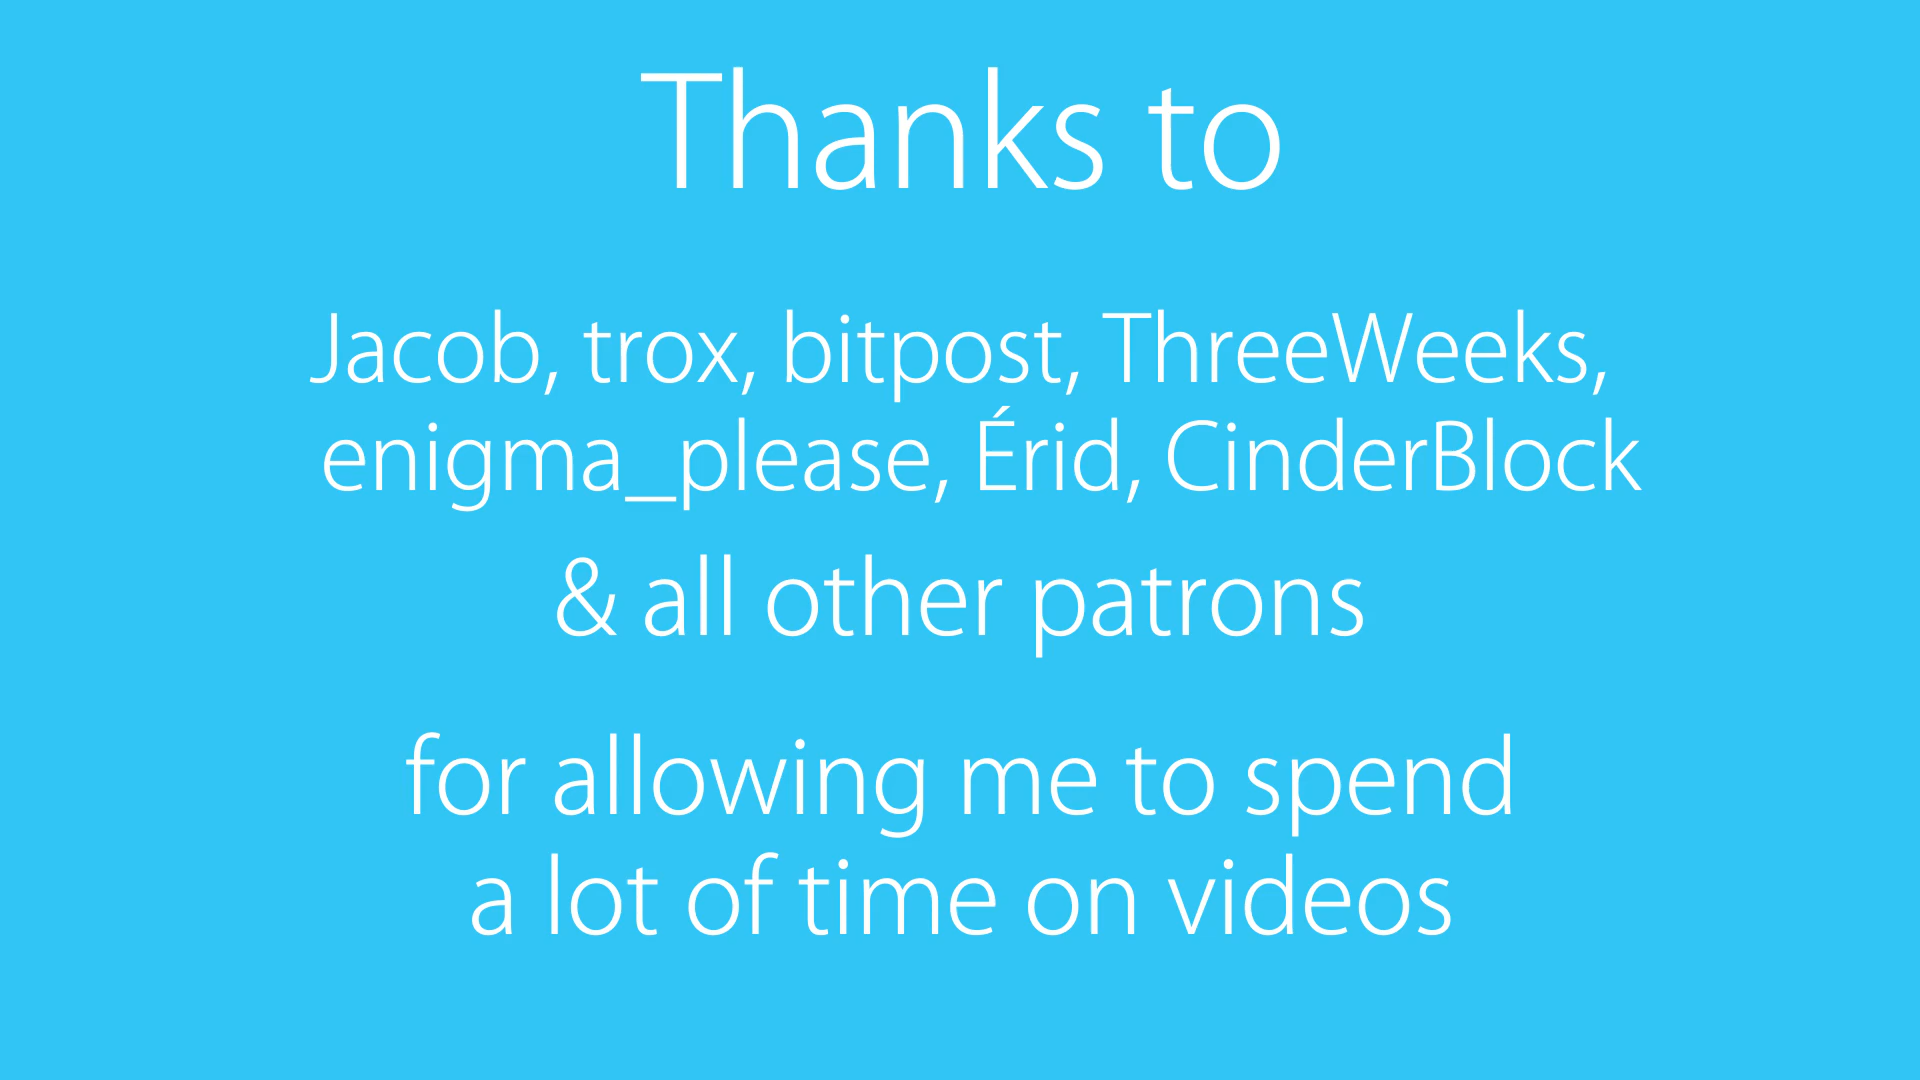 Thanks to
Jacob, trox, bitpost, ThreeWeeks,
enigma_please, Érid, CinderBlock
& all other patrons
for allowing me to spend
a lot of time on videos